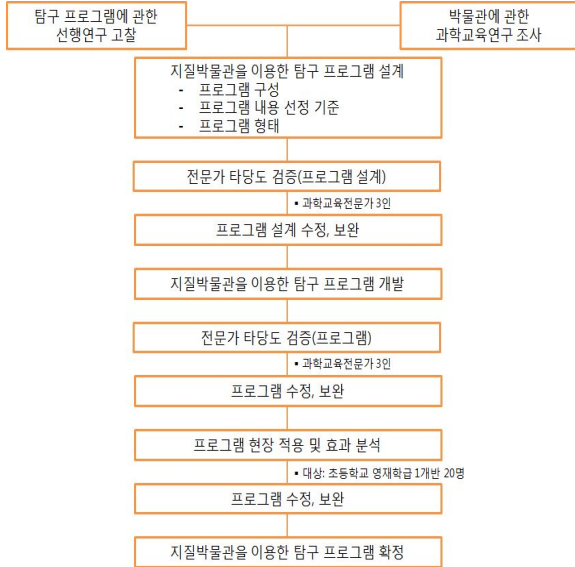 탐구 프로그램에 관한
선행연구 고찰
박물관에 관한
과학교육연구 조사
지질박물관을 이용한 탐구 프로그램 설계
- 프로그램 구성
- 프로그램 내용 선정 기준
- 프로그램 형태
전문가 타당도 검증(프로그램 설계)
▪ 과학교육전문가 3인
프로그램 설계 수정, 보완
지질박물관을 이용한 탐구 프로그램 개발
전문가 타당도 검증(프로그램)
▪ 과학교육전문가 3인
프로그램 수정, 보완
프로그램 현장 적용 및 효과 분석
▪ 대상: 초등학교 영재학급 1개반 20명
프로그램 수정, 보완
지질박물관을 이용한 탐구 프로그램 확정